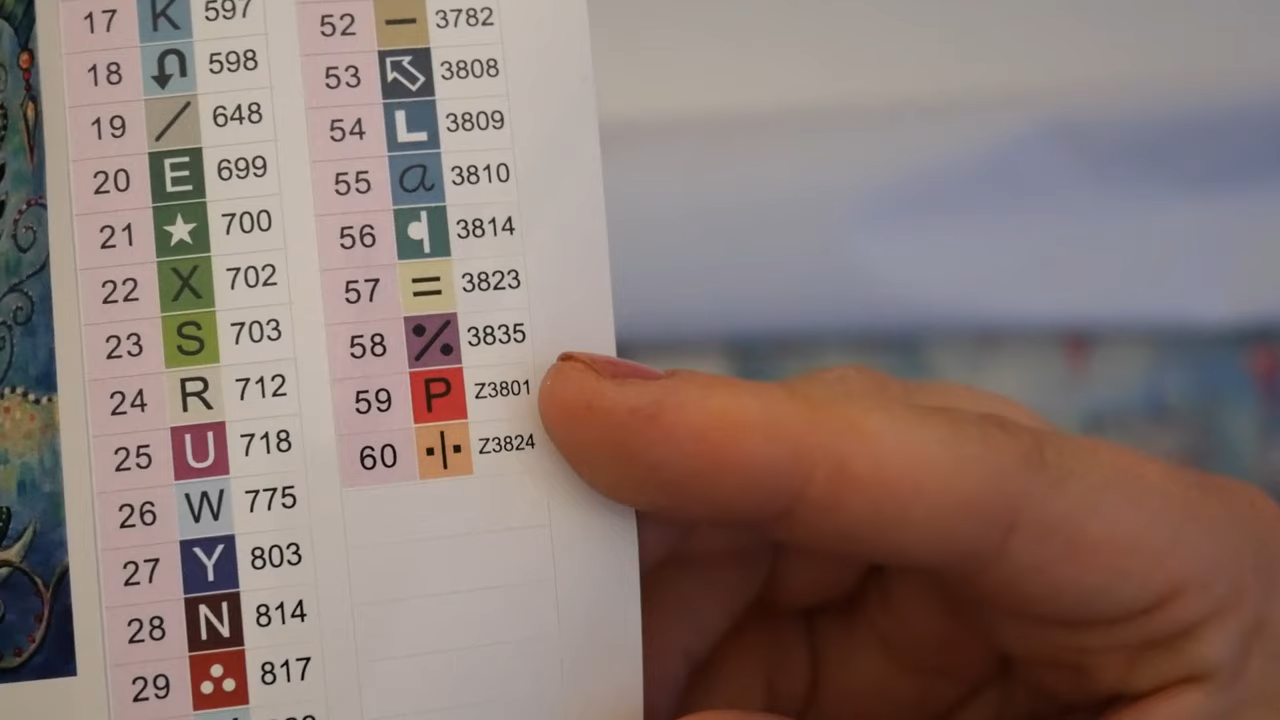 17 K 597
18 598
19 / 648
20 E 699
21 ★ 700
22 X 702
23 S 703
24 R 712
25 U 718
26 W 775
27 Y 803
28 N 814
29 817
52 – 3782
53 3808
54 L 3809
55 a 3810
56 ¶ 3814
57 = 3823
58 % 3835
59 P Z3801
60 ·|· Z3824